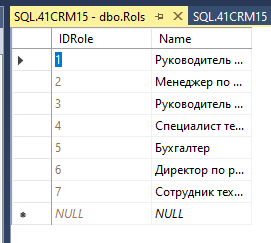 SQL.41CRM15 - dbo.Rols SQL.41CRM15
IDRole Name
1 Руководитель ...
2 Менеджер по ...
3 Руководитель ...
4 Специалист те...
5 Бухгалтер
6 Директор по р...
7 Сотрудник тех...
NULL NULL